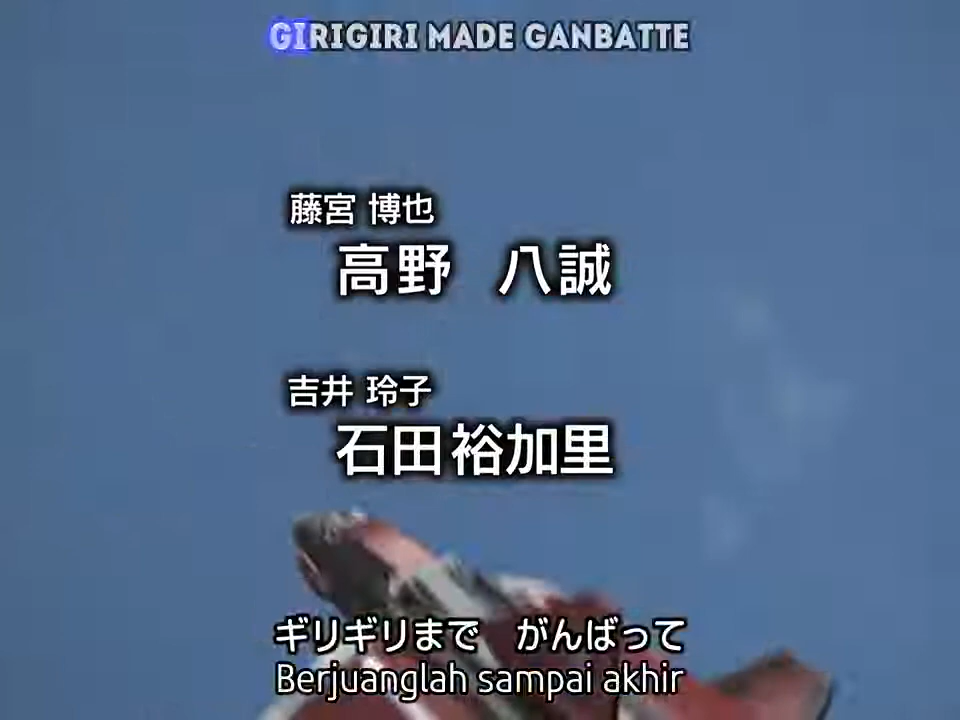 GIRIGIRI MADE GANBATTE
藤宮 博也
高野 八誠
吉井 玲子
石田裕加里
ギリギリまで がんばって
Berjuanglah sampai akhir